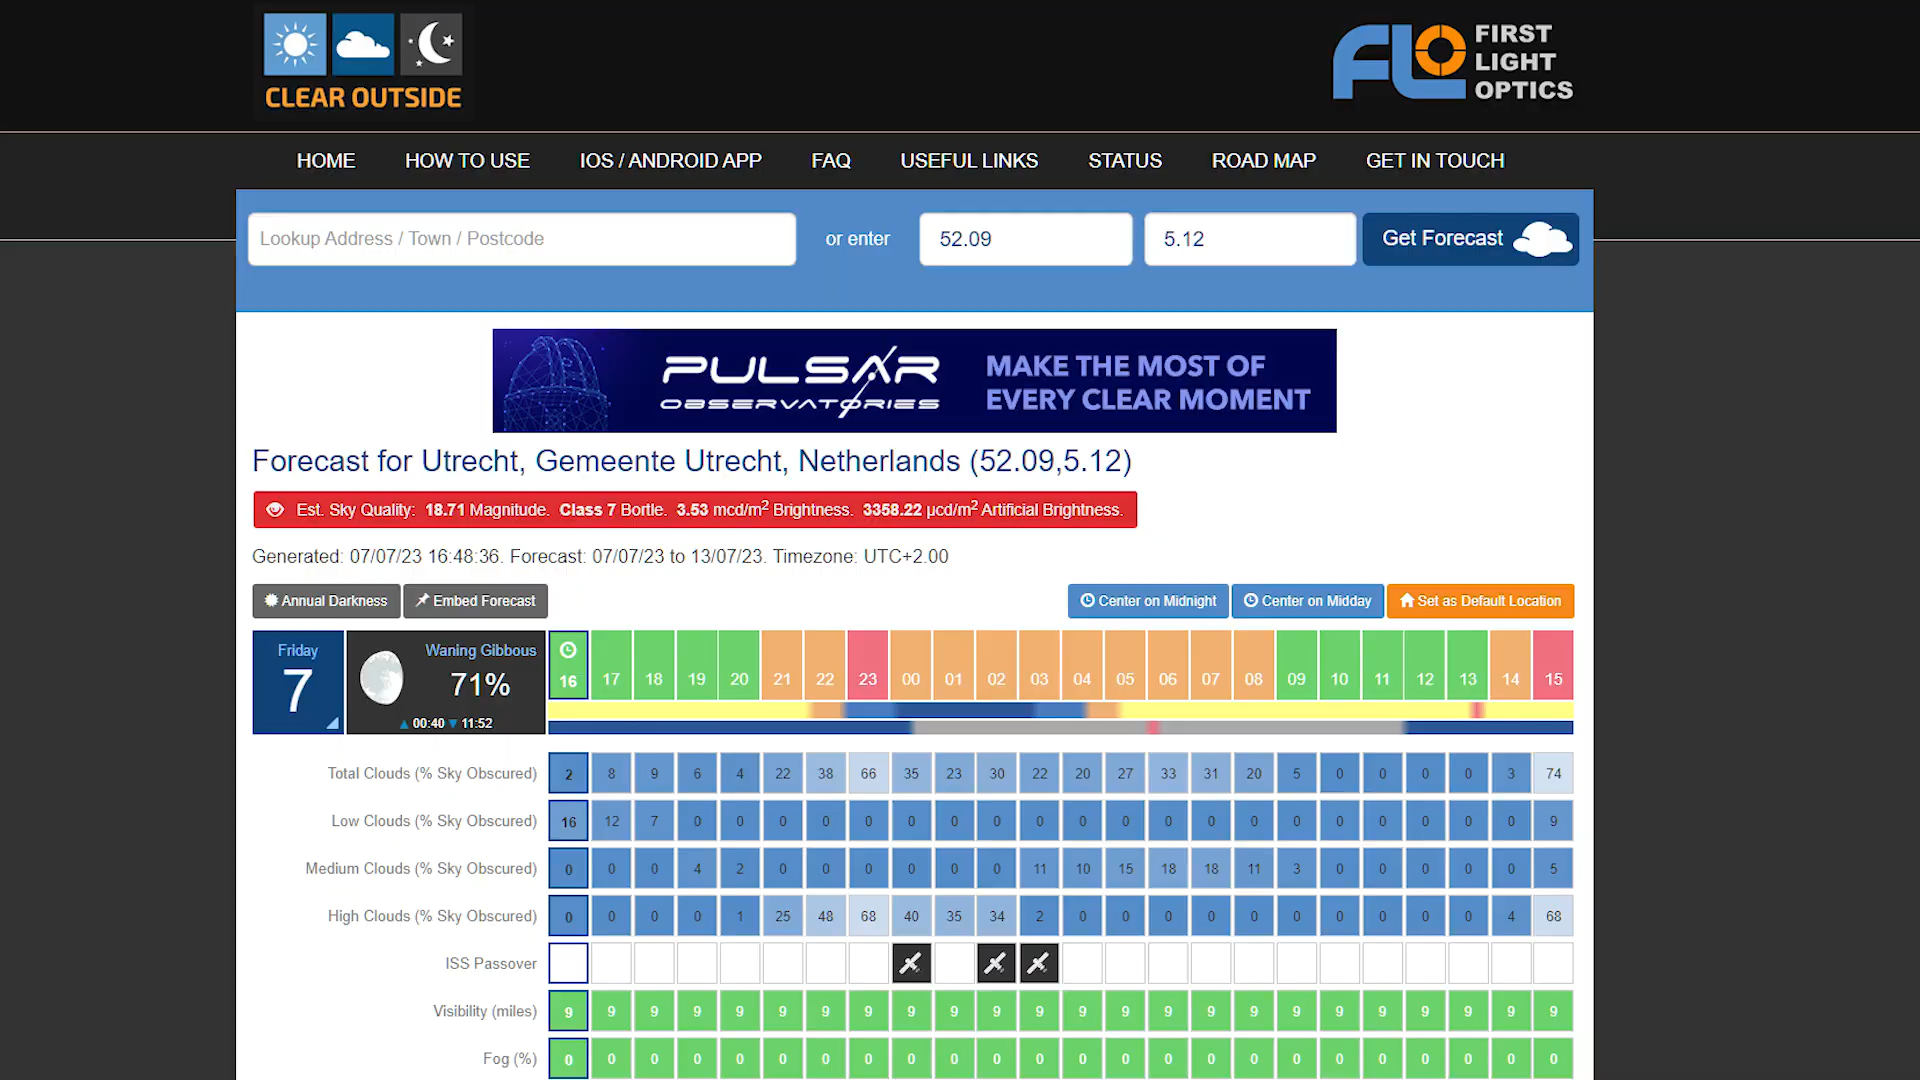 CLEAR OUTSIDE
FLO FIRST LIGHT OPTICS
HOME HOW TO USE IOS / ANDROID APP FAQ USEFUL LINKS STATUS ROAD MAP GET IN TOUCH
Lookup Address / Town / Postcode or enter 52.09 5.12 Get Forecast
PULSAR OBSERVATORIES
MAKE THE MOST OF
EVERY CLEAR MOMENT
Forecast for Utrecht, Gemeente Utrecht, Netherlands (52.09,5.12)
Est. Sky Quality: 18.71 Magnitude. Class 7 Bortle. 3.53 mcd/m² Brightness. 3358.22 μcd/m² Artificial Brightness.
Generated: 07/07/23 16:48:36. Forecast: 07/07/23 to 13/07/23. Timezone: UTC+2.00
Annual Darkness Embed Forecast Center on Midnight Center on Midday Set as Default Location
Friday
7
Waning Gibbous
71%
00:40 11:52
16 17 18 19 20 21 22 23 00 01 02 03 04 05 06 07 08 09 10 11 12 13 14 15
Total Clouds (% Sky Obscured) 2 8 9 6 4 22 38 66 35 23 30 22 20 27 33 31 20 5 0 0 0 0 3 74
Low Clouds (% Sky Obscured) 16 12 7 0 0 0 0 0 0 0 0 0 0 0 0 0 0 0 0 0 0 0 0 9
Medium Clouds (% Sky Obscured) 0 0 0 4 2 0 0 0 0 0 0 11 10 15 18 18 11 3 0 0 0 0 0 5
High Clouds (% Sky Obscured) 0 0 0 0 1 25 48 68 40 35 34 2 0 0 0 0 0 0 0 0 0 0 4 68
ISS Passover
Visibility (miles) 9 9 9 9 9 9 9 9 9 9 9 9 9 9 9 9 9 9 9 9 9 9 9 9
Fog (%) 0 0 0 0 0 0 0 0 0 0 0 0 0 0 0 0 0 0 0 0 0 0 0 0